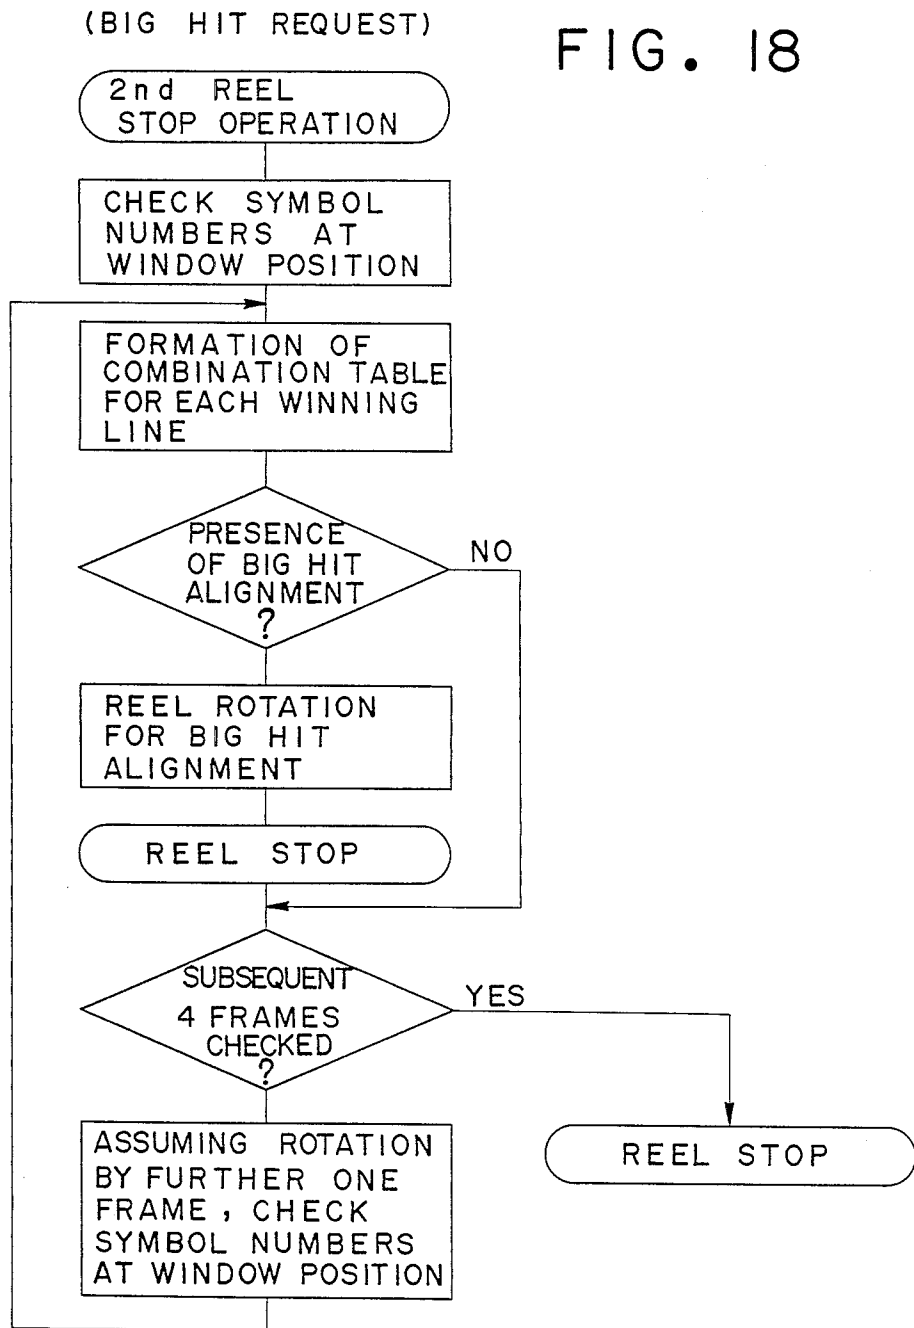 (BIG HIT REQUEST)
FIG. 18
2nd REEL
STOP OPERATION
CHECK SYMBOL
NUMBERS AT
WINDOW POSITION
FORMATION OF
COMBINATION TABLE
FOR EACH WINNING
LINE
PRESENCE
OF BIG HIT
ALIGNMENT
?
NO
REEL ROTATION
FOR BIG HIT
ALIGNMENT
REEL STOP
SUBSEQUENT
4 FRAMES
CHECKED
?
YES
ASSUMING ROTATION
BY FURTHER ONE
FRAME, CHECK
SYMBOL NUMBERS
AT WINDOW POSITION
REEL STOP